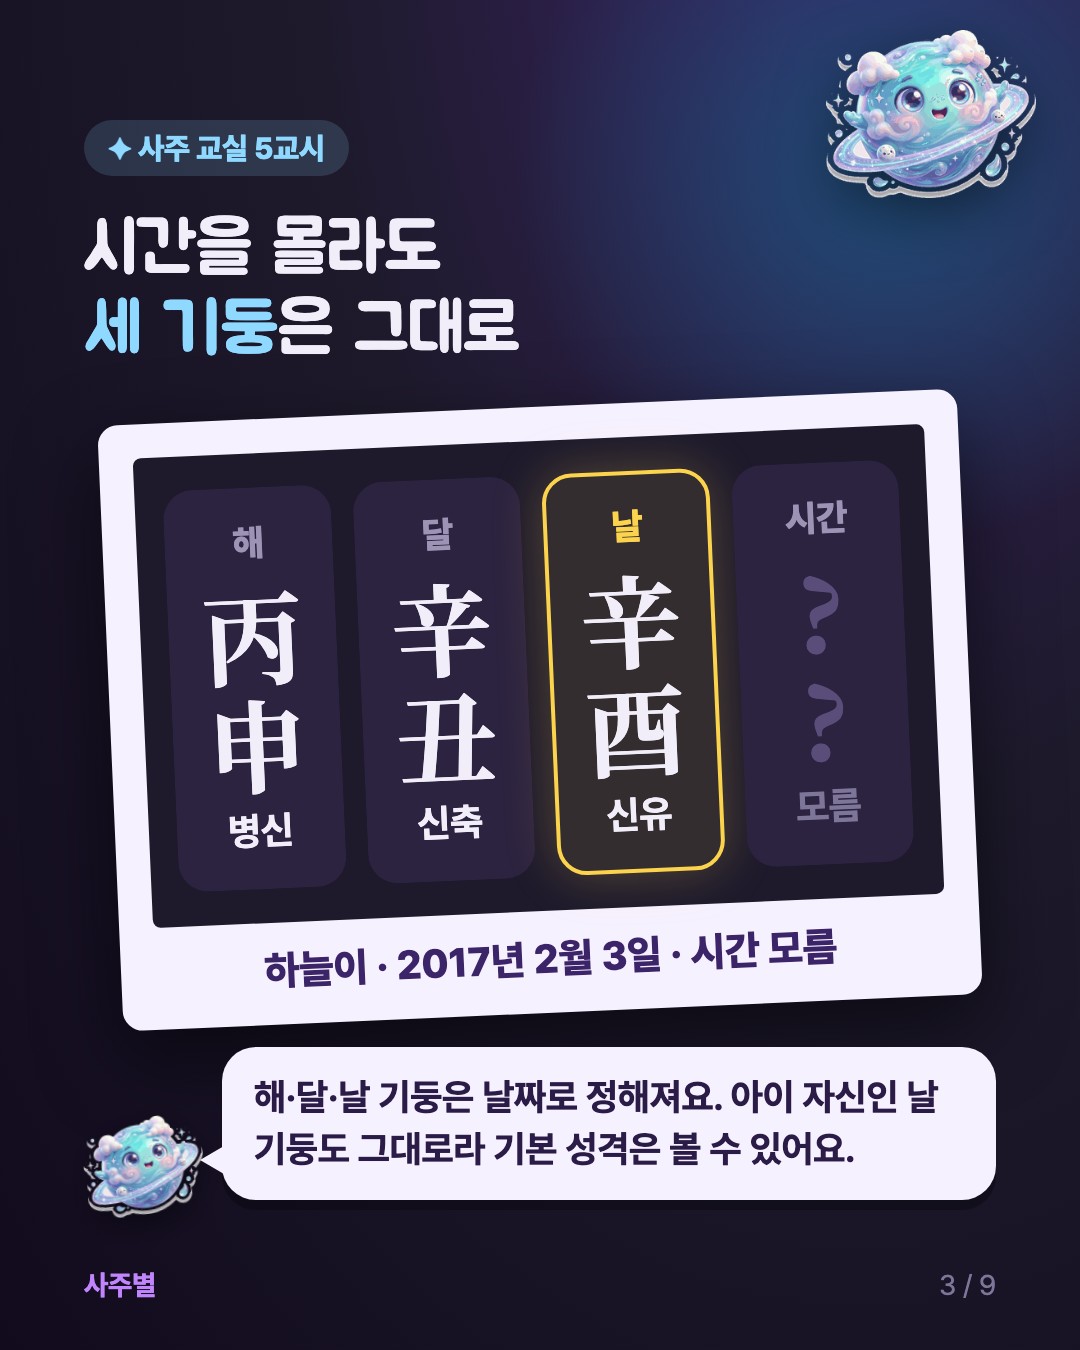 ✦ 사주 교실 5교시
시간을 몰라도
세 기둥은 그대로
해
丙
申
병신
달
辛
丑
신축
날
辛
酉
신유
시간
?
?
모름
하늘이 · 2017년 2월 3일 · 시간 모름
해·달·날 기둥은 날짜로 정해져요. 아이 자신인 날
기둥도 그대로라 기본 성격은 볼 수 있어요.
사주별
3 / 9